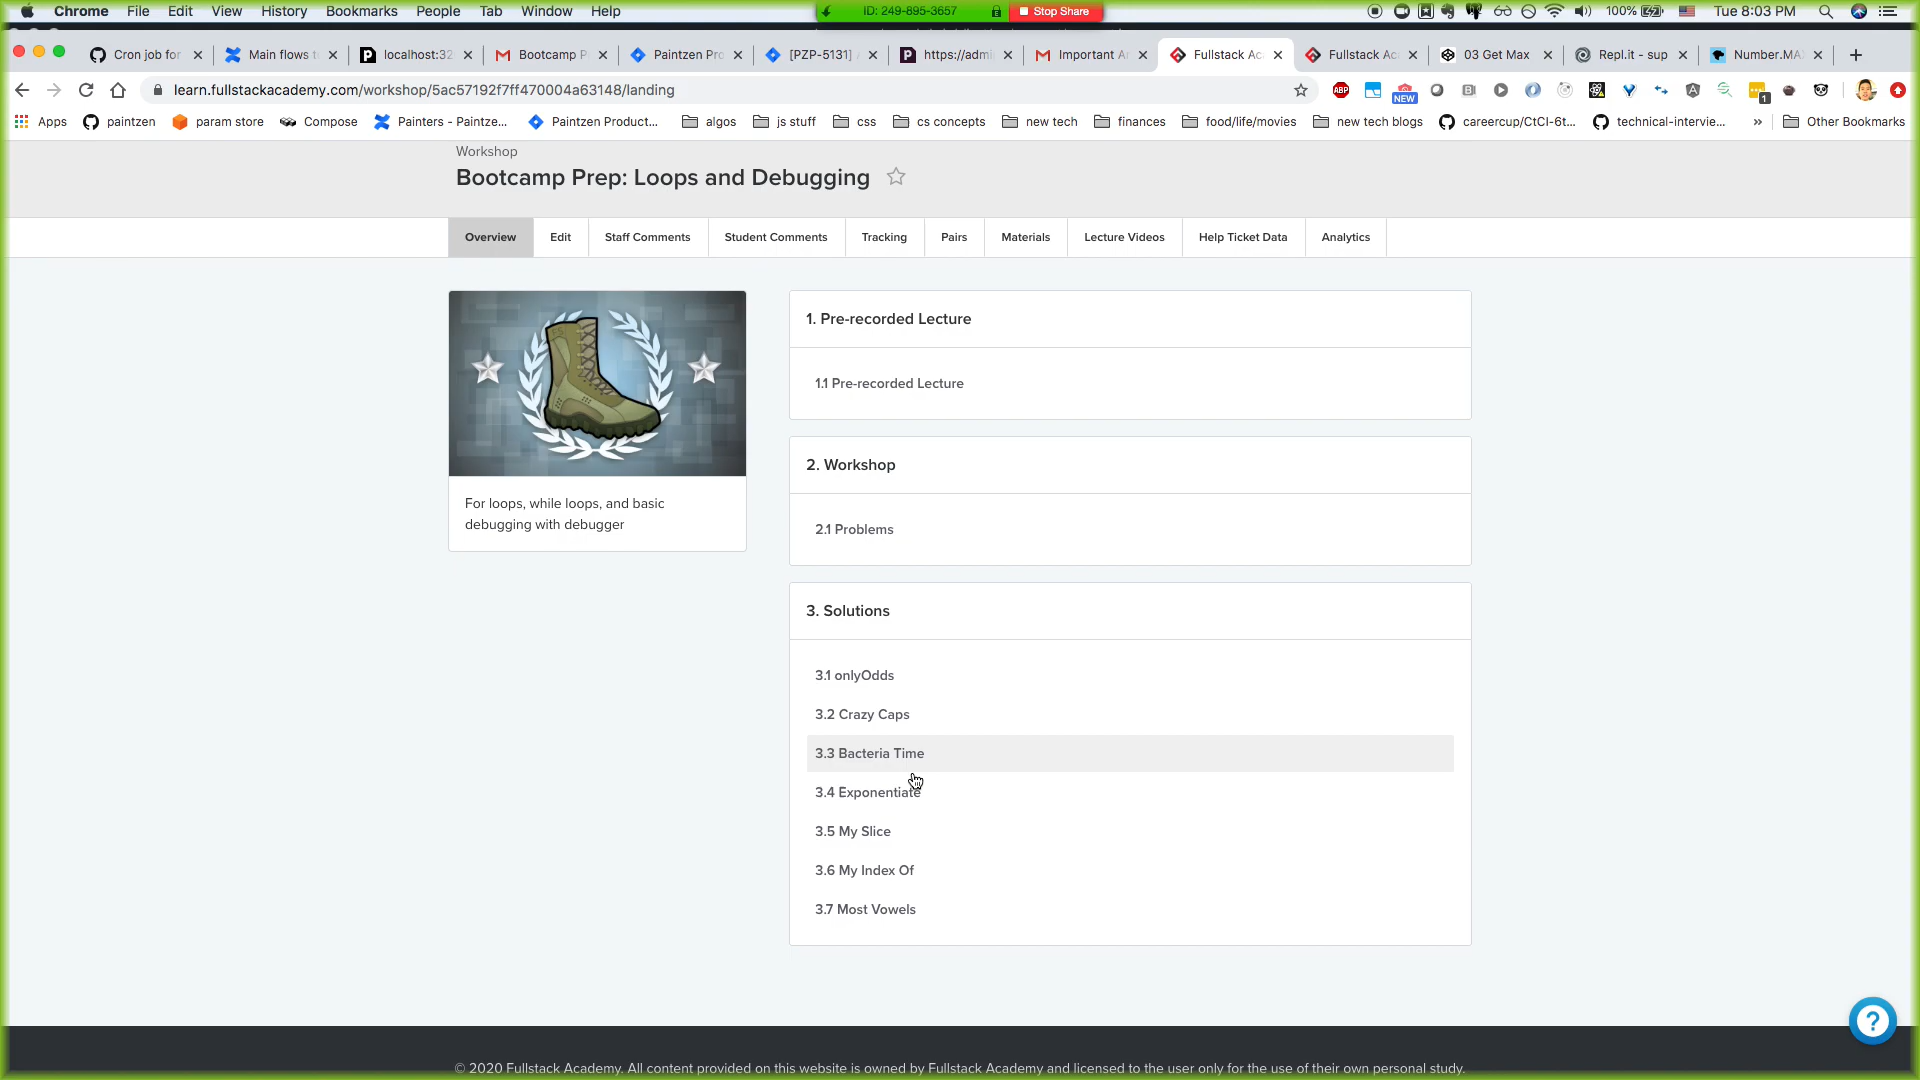 Chrome File Edit View History Bookmarks People Tab Window Help
ID: 249-895-3657
Stop Share
100%
Tue 8:03 PM
Cron job for
Main flows t
localhost:32
Bootcamp P
Paintzen Pro
[PZP-5131]
https://admi
Important A
Fullstack Ac
Fullstack Ac
03 Get Max
Repl.it - sup
Number.MA
learn.fullstackacademy.com/workshop/5ac57192f7ff470004a63148/landing
ABP
NEW
1
Apps
paintzen
param store
Compose
Painters - Paintze...
Paintzen Product...
algos
js stuff
css
cs concepts
new tech
finances
food/life/movies
new tech blogs
careercup/CtCI-6t...
technical-intervie...
»
Other Bookmarks
Workshop
Bootcamp Prep: Loops and Debugging
Overview
Edit
Staff Comments
Student Comments
Tracking
Pairs
Materials
Lecture Videos
Help Ticket Data
Analytics
For loops, while loops, and basic
debugging with debugger
1. Pre-recorded Lecture
1.1 Pre-recorded Lecture
2. Workshop
2.1 Problems
3. Solutions
3.1 onlyOdds
3.2 Crazy Caps
3.3 Bacteria Time
3.4 Exponentiate
3.5 My Slice
3.6 My Index Of
3.7 Most Vowels
?
© 2020 Fullstack Academy. All content provided on this website is owned by Fullstack Academy and licensed to the user only for the use of their own personal study.